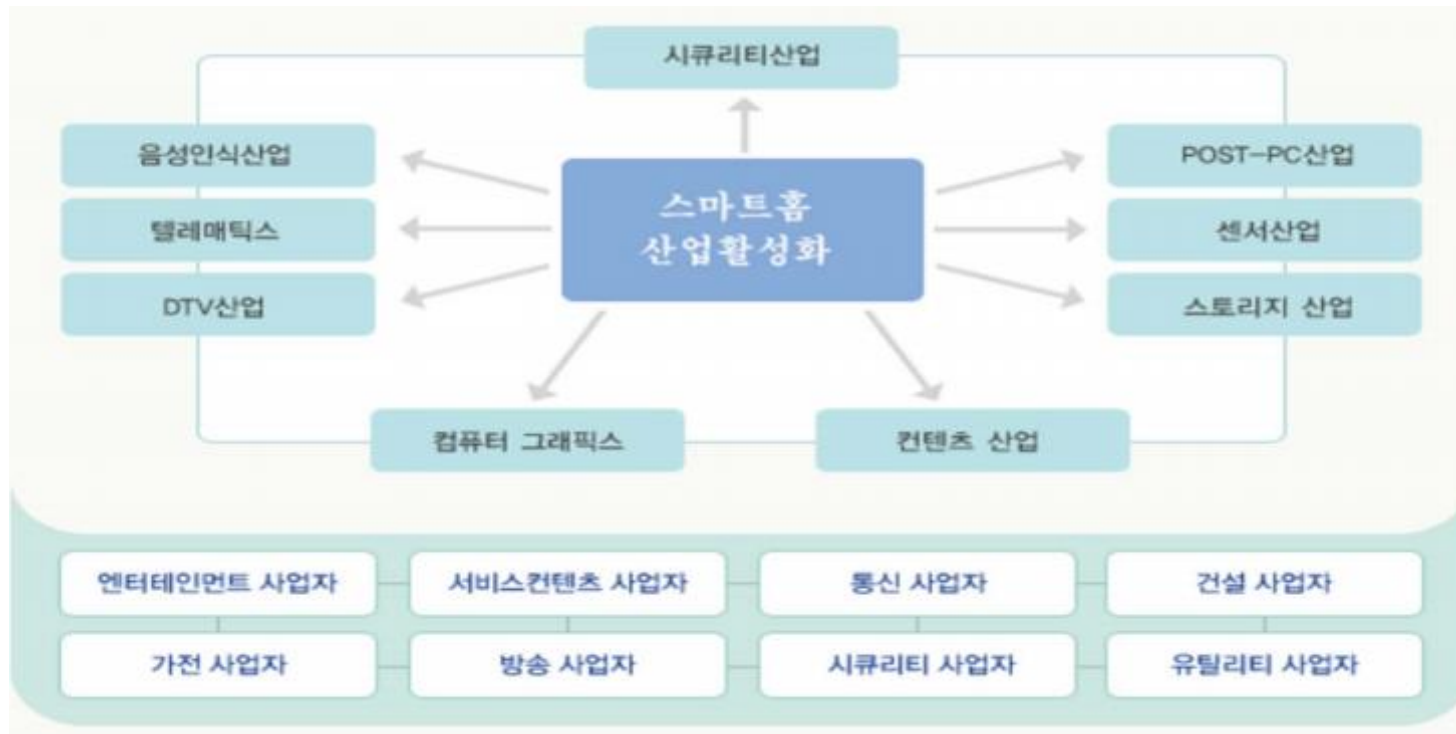 시큐리티산업
음성인식산업
POST-PC산업
스마트홈
산업활성화
텔레매틱스
센서산업
DTV산업
스토리지 산업
컴퓨터 그래픽스
컨텐츠 산업
엔터테인먼트 사업자
서비스컨텐츠 사업자
통신 사업자
건설 사업자
가전 사업자
방송 사업자
시큐리티 사업자
유틸리티 사업자